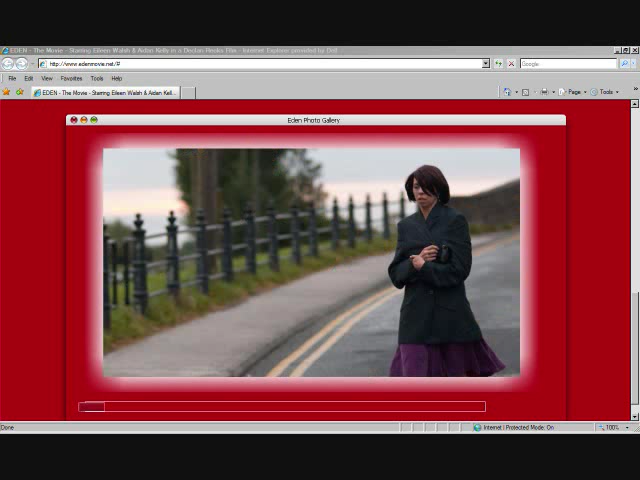 EDEN - The Movie - Starring Eileen Walsh & Aidan Kelly in a Declan Recks Film - Internet Explorer provided by Dell
http://www.edenmovie.net/#
Google
File Edit View Favorites Tools Help
EDEN - The Movie - Starring Eileen Walsh & Aidan Kell...
Page Tools
Eden Photo Gallery
Done
Internet | Protected Mode: On
100%